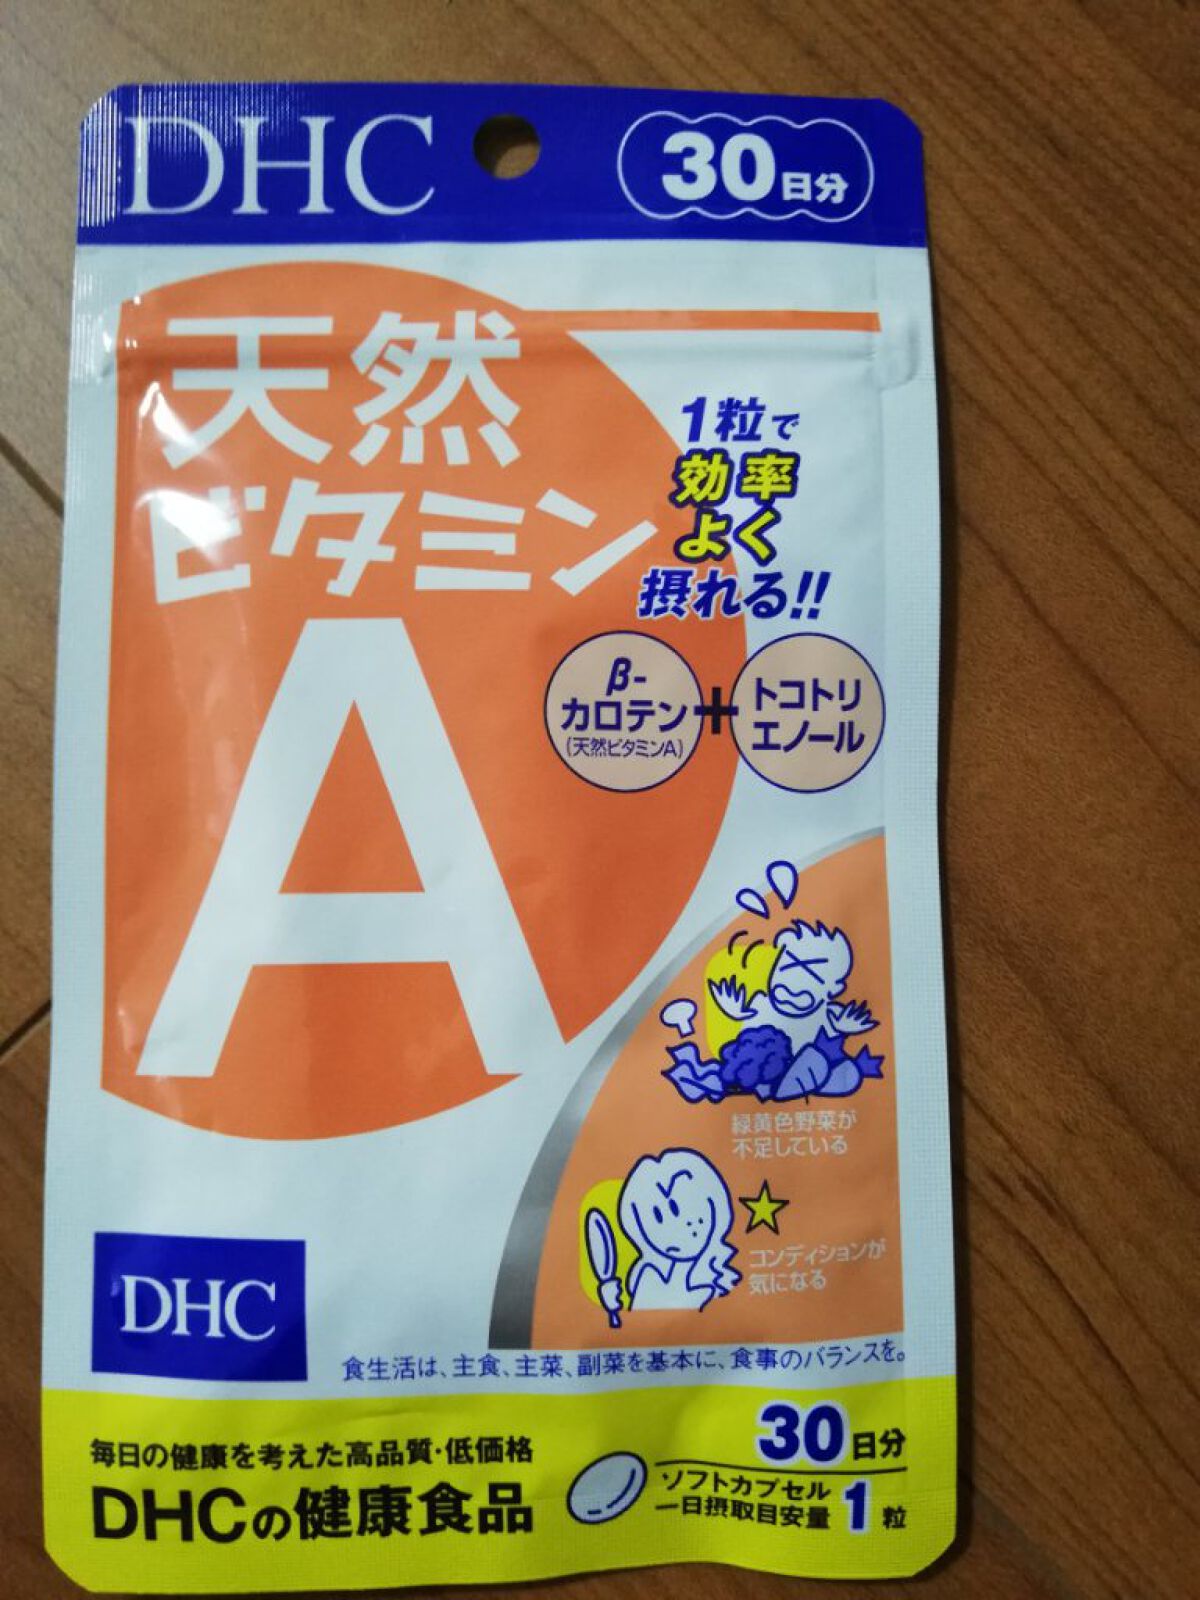 DHC
30日分
天然
ビタミン
A
1粒で
効率
よく
摂れる!!
β-
カロテン
(天然ビタミンA)
+
トコトリ
エノール
緑黄色野菜が
不足している
コンディションが
気になる
DHC
食生活は、主食、主菜、副菜を基本に、食事のバランスを。
毎日の健康を考えた高品質・低価格
DHCの健康食品
30日分
ソフトカプセル
一日摂取目安量 1粒